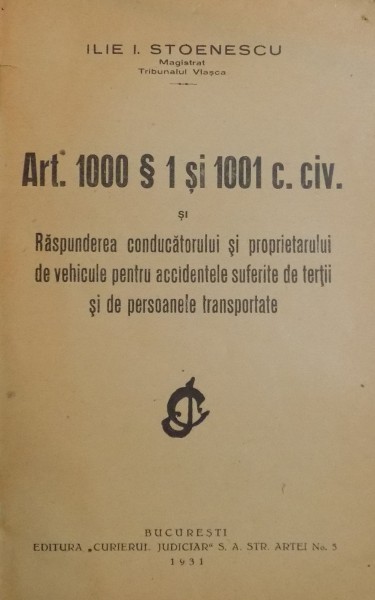 ILIE I. STOENESCU
Magistrat
Tribunalul Vlașca
Art. 1000 § 1 și 1001 c. civ.
și
Răspunderea conducătorului și proprietarului
de vehicule pentru accidentele suferite de terții
și de persoanele transportate
CJ
BUCUREȘTI
EDITURA „CURIERUL JUDICIAR" S. A. STR. ARTEI No. 5
1931